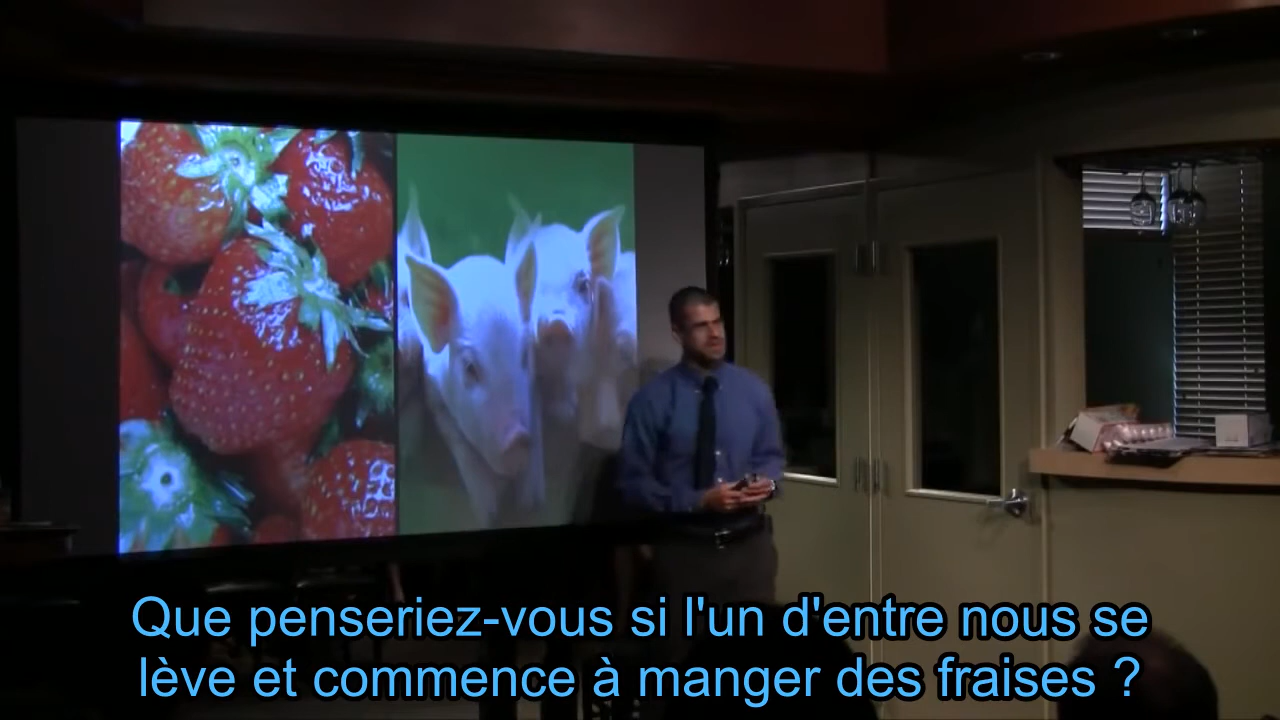 Que penseriez-vous si l'un d'entre nous se
lève et commence à manger des fraises ?